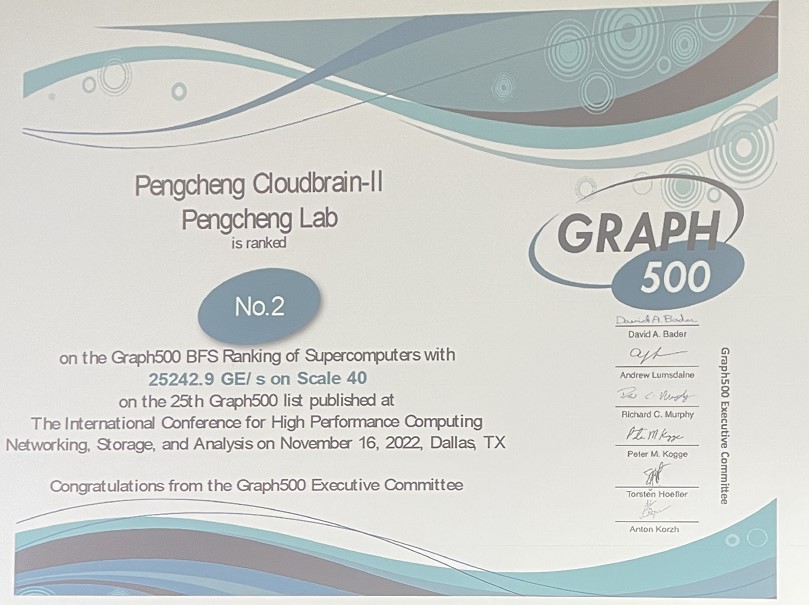 Pengcheng Cloudbrain-II
Pengcheng Lab
is ranked
No.2
on the Graph500 BFS Ranking of Supercomputers with
25242.9 GE/ s on Scale 40
on the 25th Graph500 list published at
The International Conference for High Performance Computing
Networking, Storage, and Analysis on November 16, 2022, Dallas, TX
Congratulations from the Graph500 Executive Committee
GRAPH
500
David A. Bader
David A. Bader
Andrew Lumsdaine
Richard C. Murphy
Peter M. Kogge
Torsten Hoefler
Anton Korzh
Graph500 Executive Committee